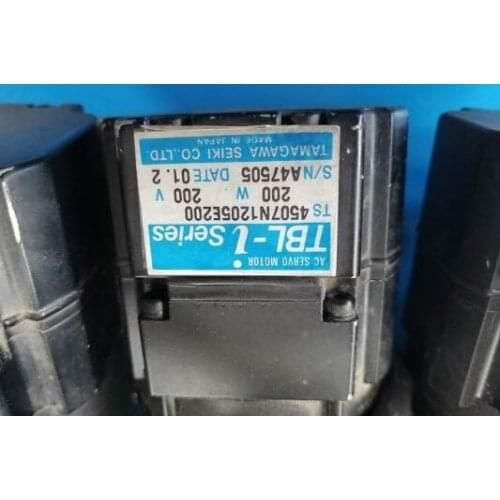 AC SERVO MOTOR
TBL-i Series
TS 4507N1205E200
200 W 200 V
S/N A47505 DATE 01.2
TAMAGAWA SEIKI CO.,LTD.
MADE IN JAPAN